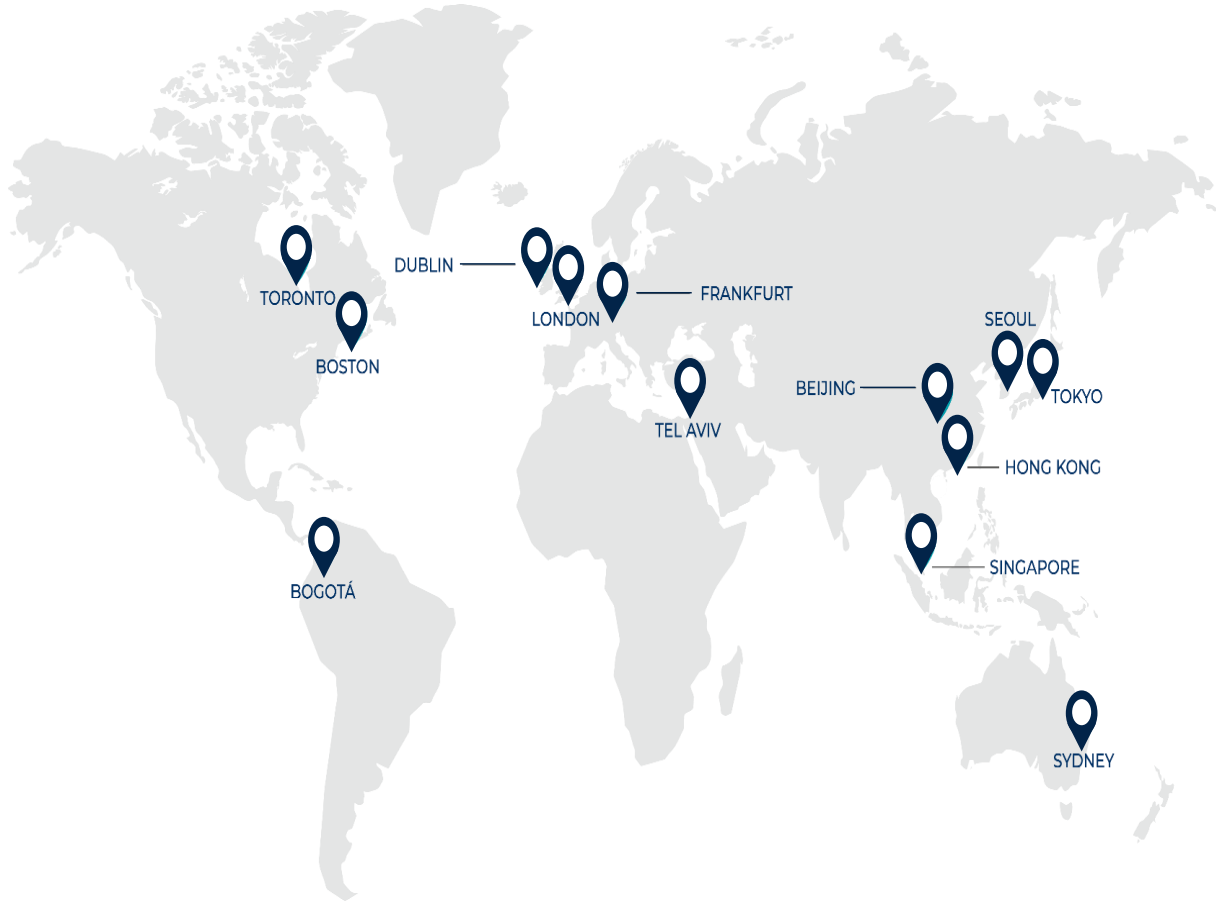 DUBLIN
TORONTO
FRANKFURT
LONDON
SEOUL
BOSTON
BEIJING
TOKYO
TEL AVIV
HONG KONG
SINGAPORE
BOGOTÁ
SYDNEY